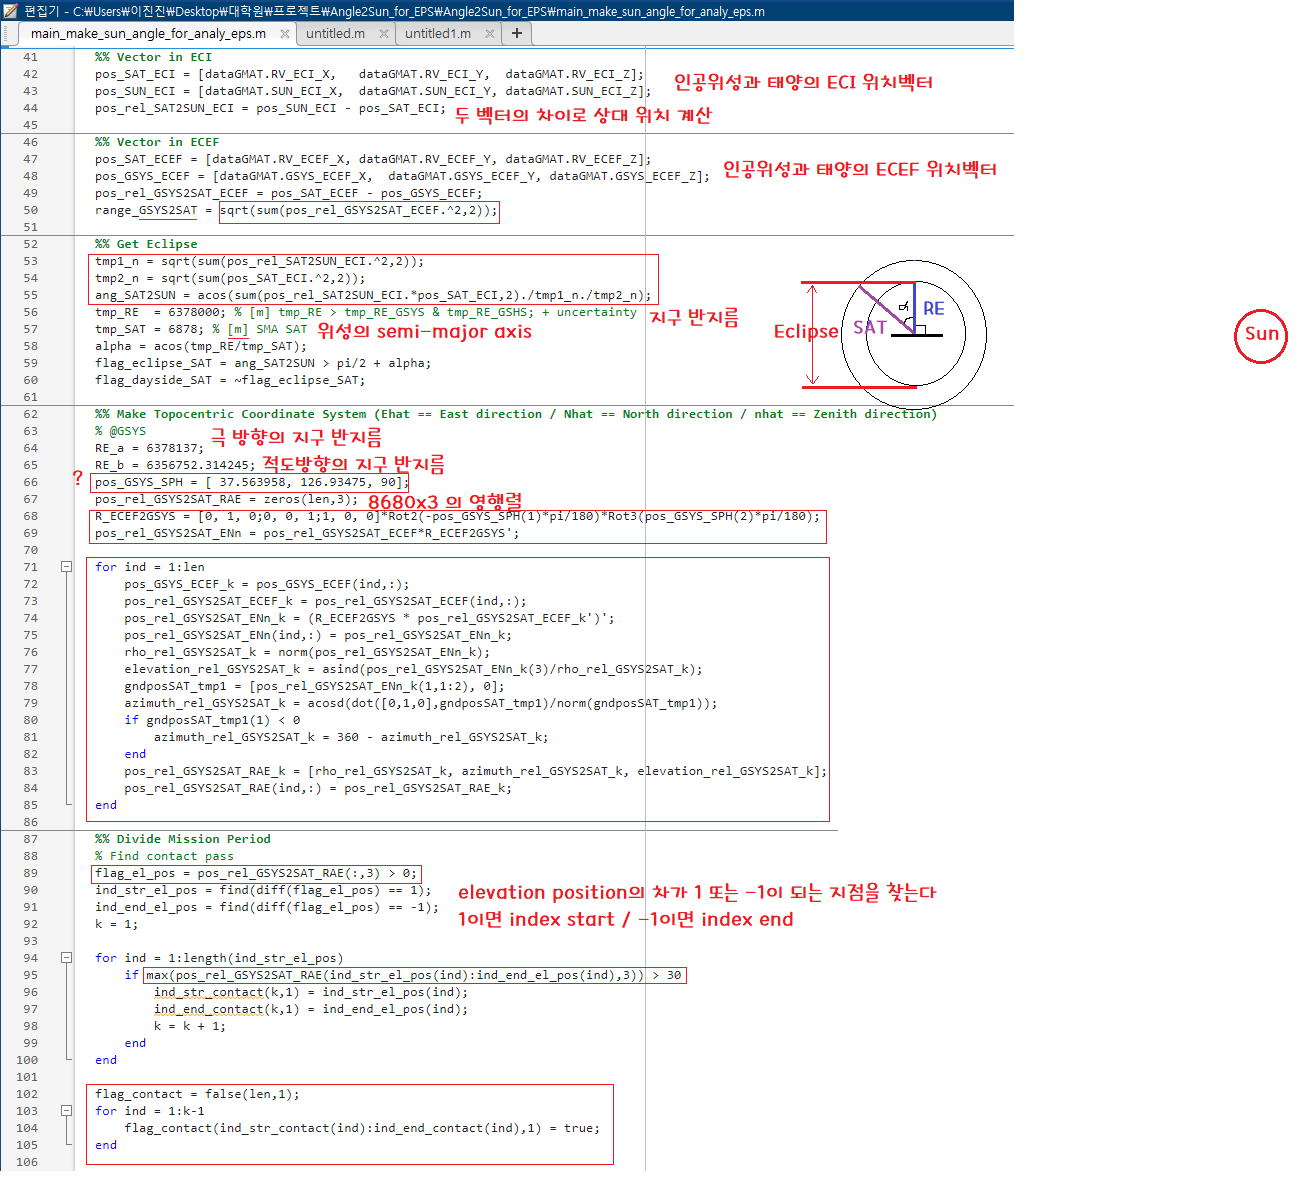 편집기 - C:₩Users₩이진진₩Desktop₩대학원₩프로젝트₩Angle2Sun_for_EPS₩Angle2Sun_for_EPS₩main_make_sun_angle_for_analy_eps.m
main_make_sun_angle_for_analy_eps.m × untitled.m × untitled1.m × +
41 %% Vector in ECI
42 pos_SAT_ECI = [dataGMAT.RV_ECI_X, dataGMAT.RV_ECI_Y, dataGMAT.RV_ECI_Z];
인공위성과 태양의 ECI 위치벡터
43 pos_SUN_ECI = [dataGMAT.SUN_ECI_X, dataGMAT.SUN_ECI_Y, dataGMAT.SUN_ECI_Z];
44 pos_rel_SAT2SUN_ECI = pos_SUN_ECI - pos_SAT_ECI;
두 벡터의 차이로 상대 위치 계산
45
46 %% Vector in ECEF
47 pos_SAT_ECEF = [dataGMAT.RV_ECEF_X, dataGMAT.RV_ECEF_Y, dataGMAT.RV_ECEF_Z];
48 pos_GSYS_ECEF = [dataGMAT.GSYS_ECEF_X, dataGMAT.GSYS_ECEF_Y, dataGMAT.GSYS_ECEF_Z];
인공위성과 태양의 ECEF 위치벡터
49 pos_rel_GSYS2SAT_ECEF = pos_SAT_ECEF - pos_GSYS_ECEF;
50 range_GSYS2SAT = sqrt(sum(pos_rel_GSYS2SAT_ECEF.^2,2));
51
52 %% Get Eclipse
53 tmp1_n = sqrt(sum(pos_rel_SAT2SUN_ECI.^2,2));
54 tmp2_n = sqrt(sum(pos_SAT_ECI.^2,2));
55 ang_SAT2SUN = acos(sum(pos_rel_SAT2SUN_ECI.*pos_SAT_ECI,2)./tmp1_n./tmp2_n);
56 tmp_RE = 6378000; % [m] tmp_RE > tmp_RE_GSYS & tmp_RE_GSHS; + uncertainty
지구 반지름
57 tmp_SAT = 6878; % [m] SMA SAT
위성의 semi-major axis
58 alpha = acos(tmp_RE/tmp_SAT);
59 flag_eclipse_SAT = ang_SAT2SUN > pi/2 + alpha;
60 flag_dayside_SAT = ~flag_eclipse_SAT;
61
Eclipse
SAT
α
RE
Sun
62 %% Make Topocentric Coordinate System (Ehat == East direction / Nhat == North direction / nhat == Zenith direction)
63 % @GSYS
64 RE_a = 6378137;
극 방향의 지구 반지름
65 RE_b = 6356752.314245;
적도방향의 지구 반지름
?
66 pos_GSYS_SPH = [ 37.563958, 126.93475, 90];
67 pos_rel_GSYS2SAT_RAE = zeros(len,3);
8680x3 의 영행렬
68 R_ECEF2GSYS = [0, 1, 0;0, 0, 1;1, 0, 0]*Rot2(-pos_GSYS_SPH(1)*pi/180)*Rot3(pos_GSYS_SPH(2)*pi/180);
69 pos_rel_GSYS2SAT_ENn = pos_rel_GSYS2SAT_ECEF*R_ECEF2GSYS';
70
71 for ind = 1:len
72 pos_GSYS_ECEF_k = pos_GSYS_ECEF(ind,:);
73 pos_rel_GSYS2SAT_ECEF_k = pos_rel_GSYS2SAT_ECEF(ind,:);
74 pos_rel_GSYS2SAT_ENn_k = (R_ECEF2GSYS * pos_rel_GSYS2SAT_ECEF_k')';
75 pos_rel_GSYS2SAT_ENn(ind,:) = pos_rel_GSYS2SAT_ENn_k;
76 rho_rel_GSYS2SAT_k = norm(pos_rel_GSYS2SAT_ENn_k);
77 elevation_rel_GSYS2SAT_k = asind(pos_rel_GSYS2SAT_ENn_k(3)/rho_rel_GSYS2SAT_k);
78 gndposSAT_tmp1 = [pos_rel_GSYS2SAT_ENn_k(1,1:2), 0];
79 azimuth_rel_GSYS2SAT_k = acosd(dot([0,1,0],gndposSAT_tmp1)/norm(gndposSAT_tmp1));
80 if gndposSAT_tmp1(1) < 0
81 azimuth_rel_GSYS2SAT_k = 360 - azimuth_rel_GSYS2SAT_k;
82 end
83 pos_rel_GSYS2SAT_RAE_k = [rho_rel_GSYS2SAT_k, azimuth_rel_GSYS2SAT_k, elevation_rel_GSYS2SAT_k];
84 pos_rel_GSYS2SAT_RAE(ind,:) = pos_rel_GSYS2SAT_RAE_k;
85 end
86
87 %% Divide Mission Period
88 % Find contact pass
89 flag_el_pos = pos_rel_GSYS2SAT_RAE(:,3) > 0;
90 ind_str_el_pos = find(diff(flag_el_pos) == 1);
elevation position의 차가 1 또는 -1이 되는 지점을 찾는다
91 ind_end_el_pos = find(diff(flag_el_pos) == -1);
1이면 index start / -1이면 index end
92 k = 1;
93
94 for ind = 1:length(ind_str_el_pos)
95 if max(pos_rel_GSYS2SAT_RAE(ind_str_el_pos(ind):ind_end_el_pos(ind),3)) > 30
96 ind_str_contact(k,1) = ind_str_el_pos(ind);
97 ind_end_contact(k,1) = ind_end_el_pos(ind);
98 k = k + 1;
99 end
100 end
101
102 flag_contact = false(len,1);
103 for ind = 1:k-1
104 flag_contact(ind_str_contact(ind):ind_end_contact(ind),1) = true;
105 end
106